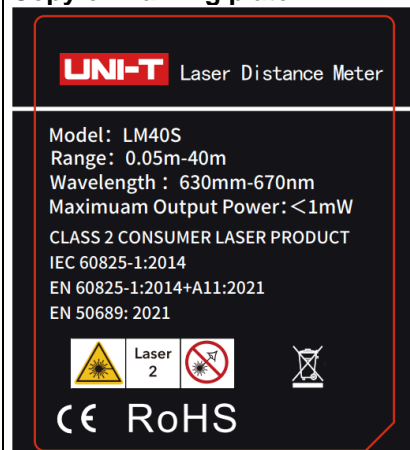 UNI-T Laser Distance Meter
Model: LM40S
Range: 0.05m-40m
Wavelength : 630mm-670nm
Maximuam Output Power:<1mW
CLASS 2 CONSUMER LASER PRODUCT
IEC 60825-1:2014
EN 60825-1:2014+A11:2021
EN 50689: 2021
Laser
2
CE RoHS